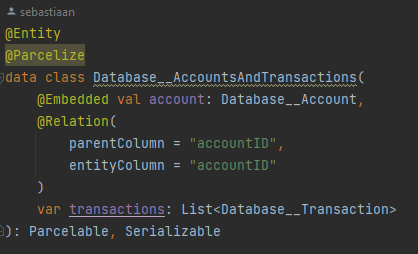 sebastiaan
@Entity
@Parcelize
data class Database__AccountsAndTransactions(
    @Embedded val account: Database__Account,
    @Relation(
        parentColumn = "accountID",
        entityColumn = "accountID"
    )
    var transactions: List<Database__Transaction>
): Parcelable, Serializable